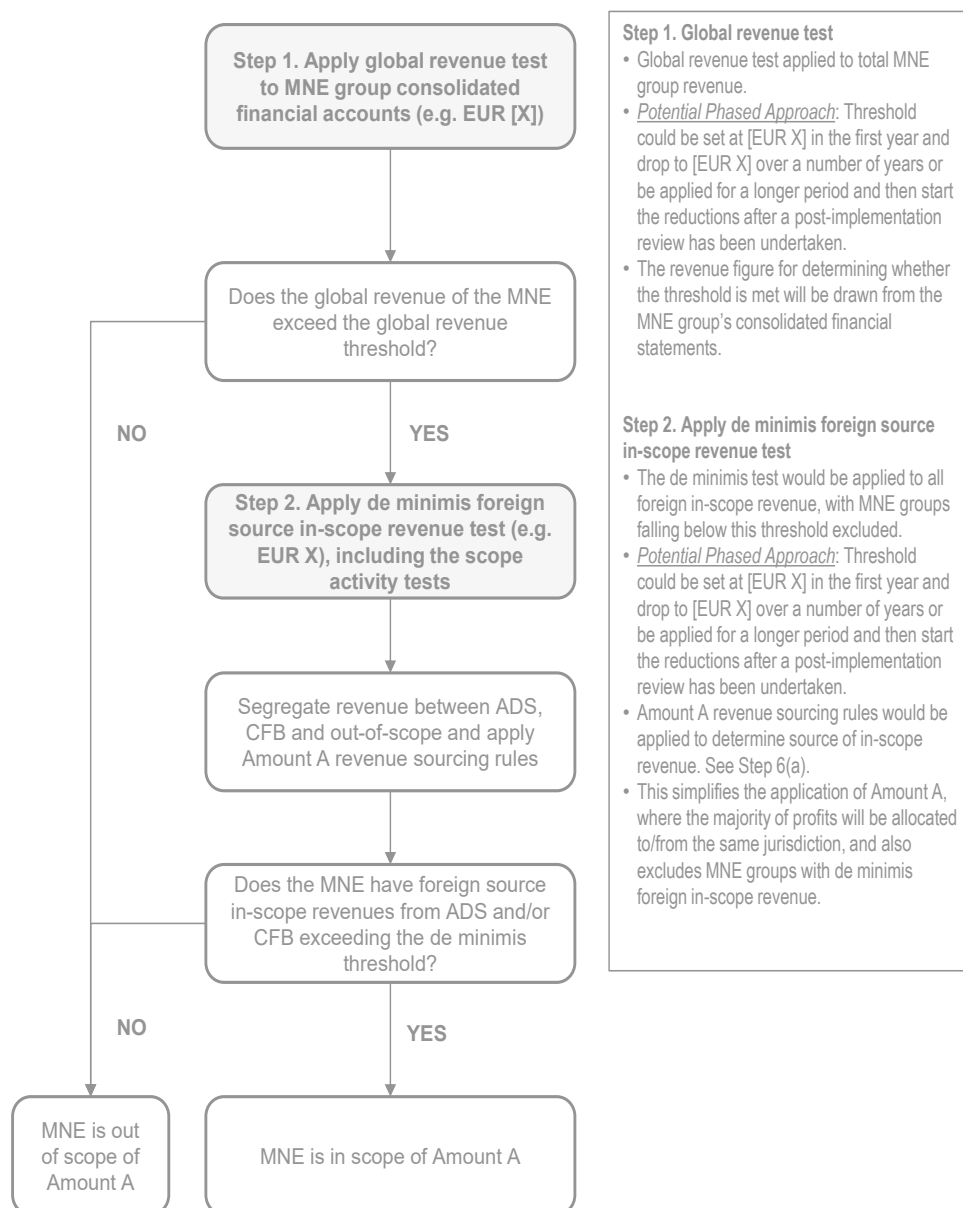 Step 1. Apply global revenue test
to MNE group consolidated
financial accounts (e.g. EUR [X])
Does the global revenue of the MNE
exceed the global revenue
threshold?
NO
YES
Step 2. Apply de minimis foreign
source in-scope revenue test (e.g.
EUR X), including the scope
activity tests
Segregate revenue between ADS,
CFB and out-of-scope and apply
Amount A revenue sourcing rules
Does the MNE have foreign source
in-scope revenues from ADS and/or
CFB exceeding the de minimis
threshold?
NO
YES
MNE is out
of scope of
Amount A
MNE is in scope of Amount A
Step 1. Global revenue test
• Global revenue test applied to total MNE
group revenue.
• Potential Phased Approach: Threshold
could be set at [EUR X] in the first year and
drop to [EUR X] over a number of years or
be applied for a longer period and then start
the reductions after a post-implementation
review has been undertaken.
• The revenue figure for determining whether
the threshold is met will be drawn from the
MNE group's consolidated financial
statements.
Step 2. Apply de minimis foreign source
in-scope revenue test
• The de minimis test would be applied to all
foreign in-scope revenue, with MNE groups
falling below this threshold excluded.
• Potential Phased Approach: Threshold
could be set at [EUR X] in the first year and
drop to [EUR X] over a number of years or
be applied for a longer period and then start
the reductions after a post-implementation
review has been undertaken.
• Amount A revenue sourcing rules would be
applied to determine source of in-scope
revenue. See Step 6(a).
• This simplifies the application of Amount A,
where the majority of profits will be allocated
to/from the same jurisdiction, and also
excludes MNE groups with de minimis
foreign in-scope revenue.